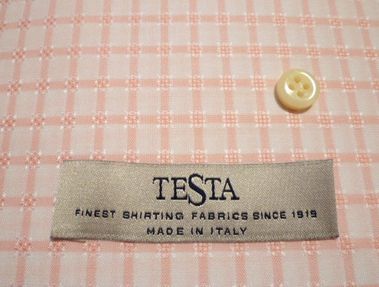 TESTA
FINEST SHIRTING FABRICS SINCE 1919
MADE IN ITALY